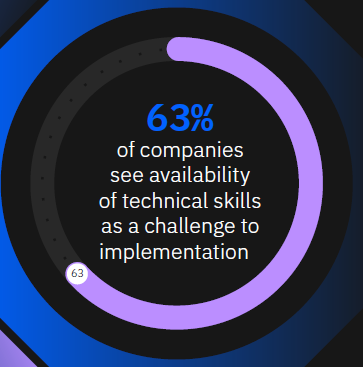 63%
of companies
see availability
of technical skills
as a challenge to
implementation
63